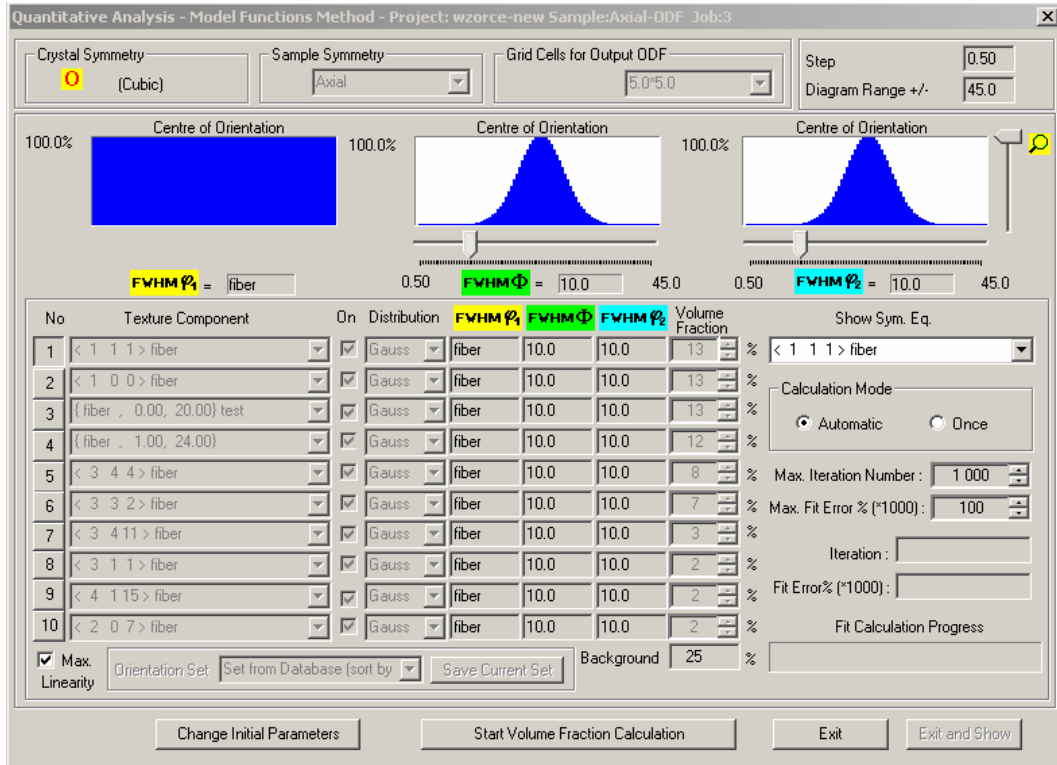 Quantitative Analysis - Model Functions Method - Project: wzorce-new Sample:Axial-ODF Job:3
Crystal Symmetry
O (Cubic)
Sample Symmetry
Axial
Grid Cells for Output ODF
5.0*5.0
Step 0.50
Diagram Range +/- 45.0
Centre of Orientation
100.0%
Centre of Orientation
100.0%
Centre of Orientation
100.0%
FWHM φ1 = fiber
0.50 FWHM Φ = 10.0 45.0
0.50 FWHM φ2 = 10.0 45.0
No Texture Component On Distribution FWHM φ1 FWHM Φ FWHM φ2 Volume Fraction
1 < 1 1 1> fiber Gauss fiber 10.0 10.0 13 %
2 < 1 0 0> fiber Gauss fiber 10.0 10.0 13 %
3 {fiber , 0.00, 20.00} test Gauss fiber 10.0 10.0 13 %
4 {fiber , 1.00, 24.00} Gauss fiber 10.0 10.0 12 %
5 < 3 4 4> fiber Gauss fiber 10.0 10.0 8 %
6 < 3 3 2> fiber Gauss fiber 10.0 10.0 7 %
7 < 3 4 11> fiber Gauss fiber 10.0 10.0 3 %
8 < 3 1 1> fiber Gauss fiber 10.0 10.0 2 %
9 < 4 1 15> fiber Gauss fiber 10.0 10.0 2 %
10 < 2 0 7> fiber Gauss fiber 10.0 10.0 2 %
Max. Linearity
Orientation Set Set from Database (sort by Save Current Set
Background 25 %
Show Sym. Eq.
< 1 1 1> fiber
Calculation Mode
Automatic Once
Max. Iteration Number : 1 000
Max. Fit Error % (*1000) : 100
Iteration :
Fit Error% (*1000) :
Fit Calculation Progress
Change Initial Parameters Start Volume Fraction Calculation Exit Exit and Show